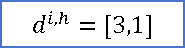 d^{i,h} = [3,1]